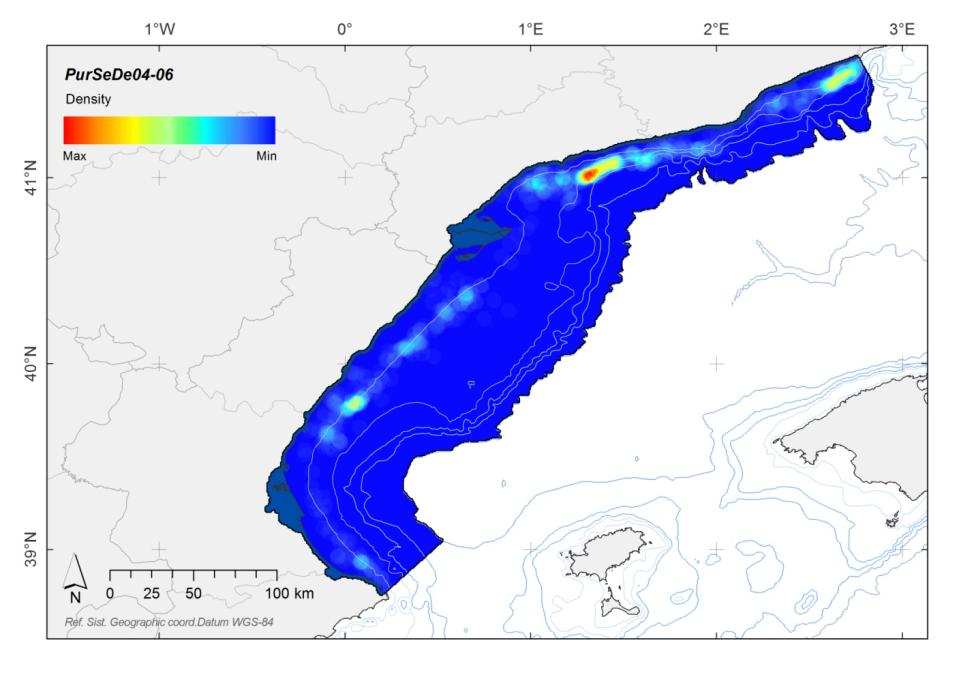 1°W 0° 1°E 2°E 3°E
PurSeDe04-06
Density
Max Min
41°N
40°N
39°N
N 0 25 50 100 km
Ref. Sist. Geographic coord.Datum WGS-84